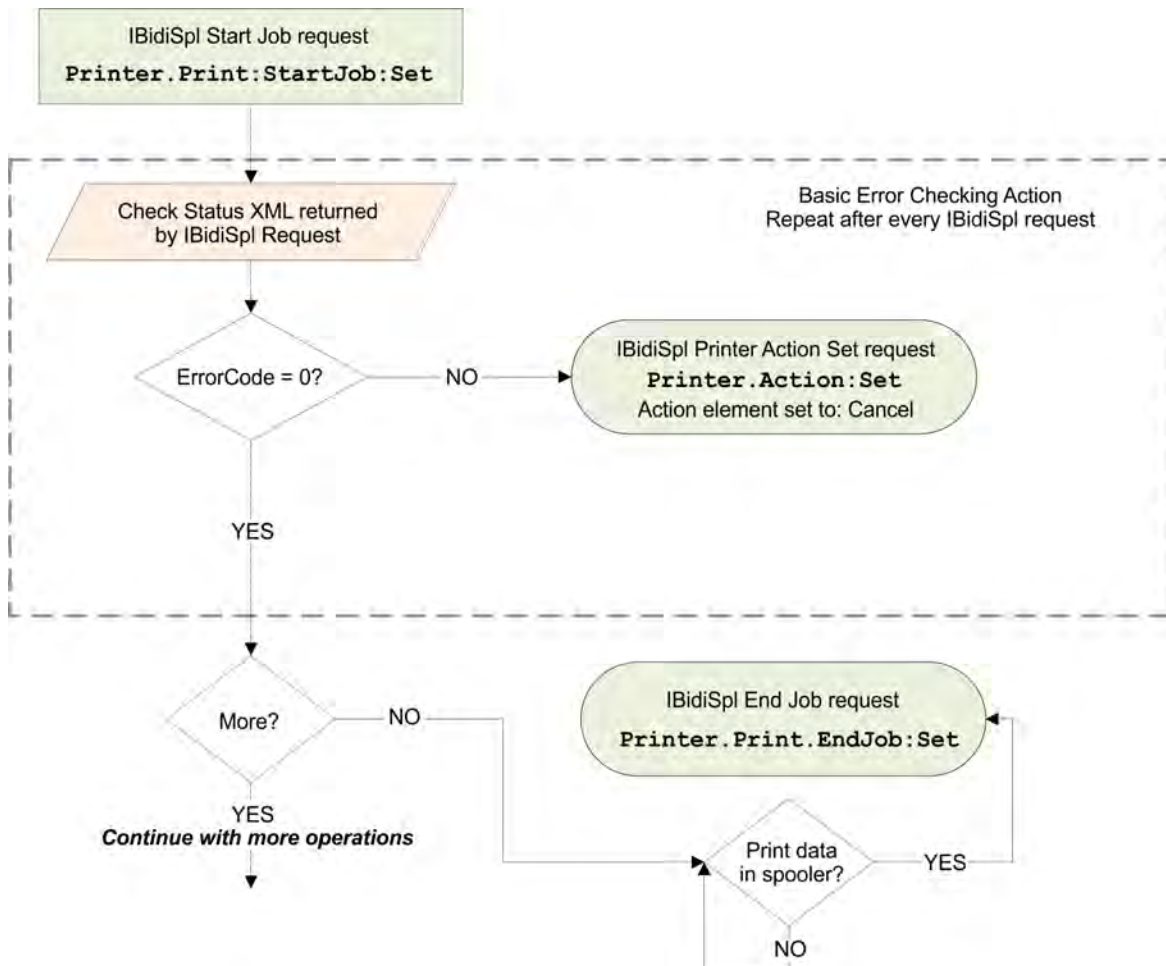 IBidiSpl Start Job request
Printer.Print:StartJob:Set
Check Status XML returned
by IBidiSpl Request
Basic Error Checking Action
Repeat after every IBidiSpl request
ErrorCode = 0?
NO
IBidiSpl Printer Action Set request
Printer.Action:Set
Action element set to: Cancel
YES
More?
NO
IBidiSpl End Job request
Printer.Print.EndJob:Set
YES
Continue with more operations
Print data
in spooler?
YES
NO